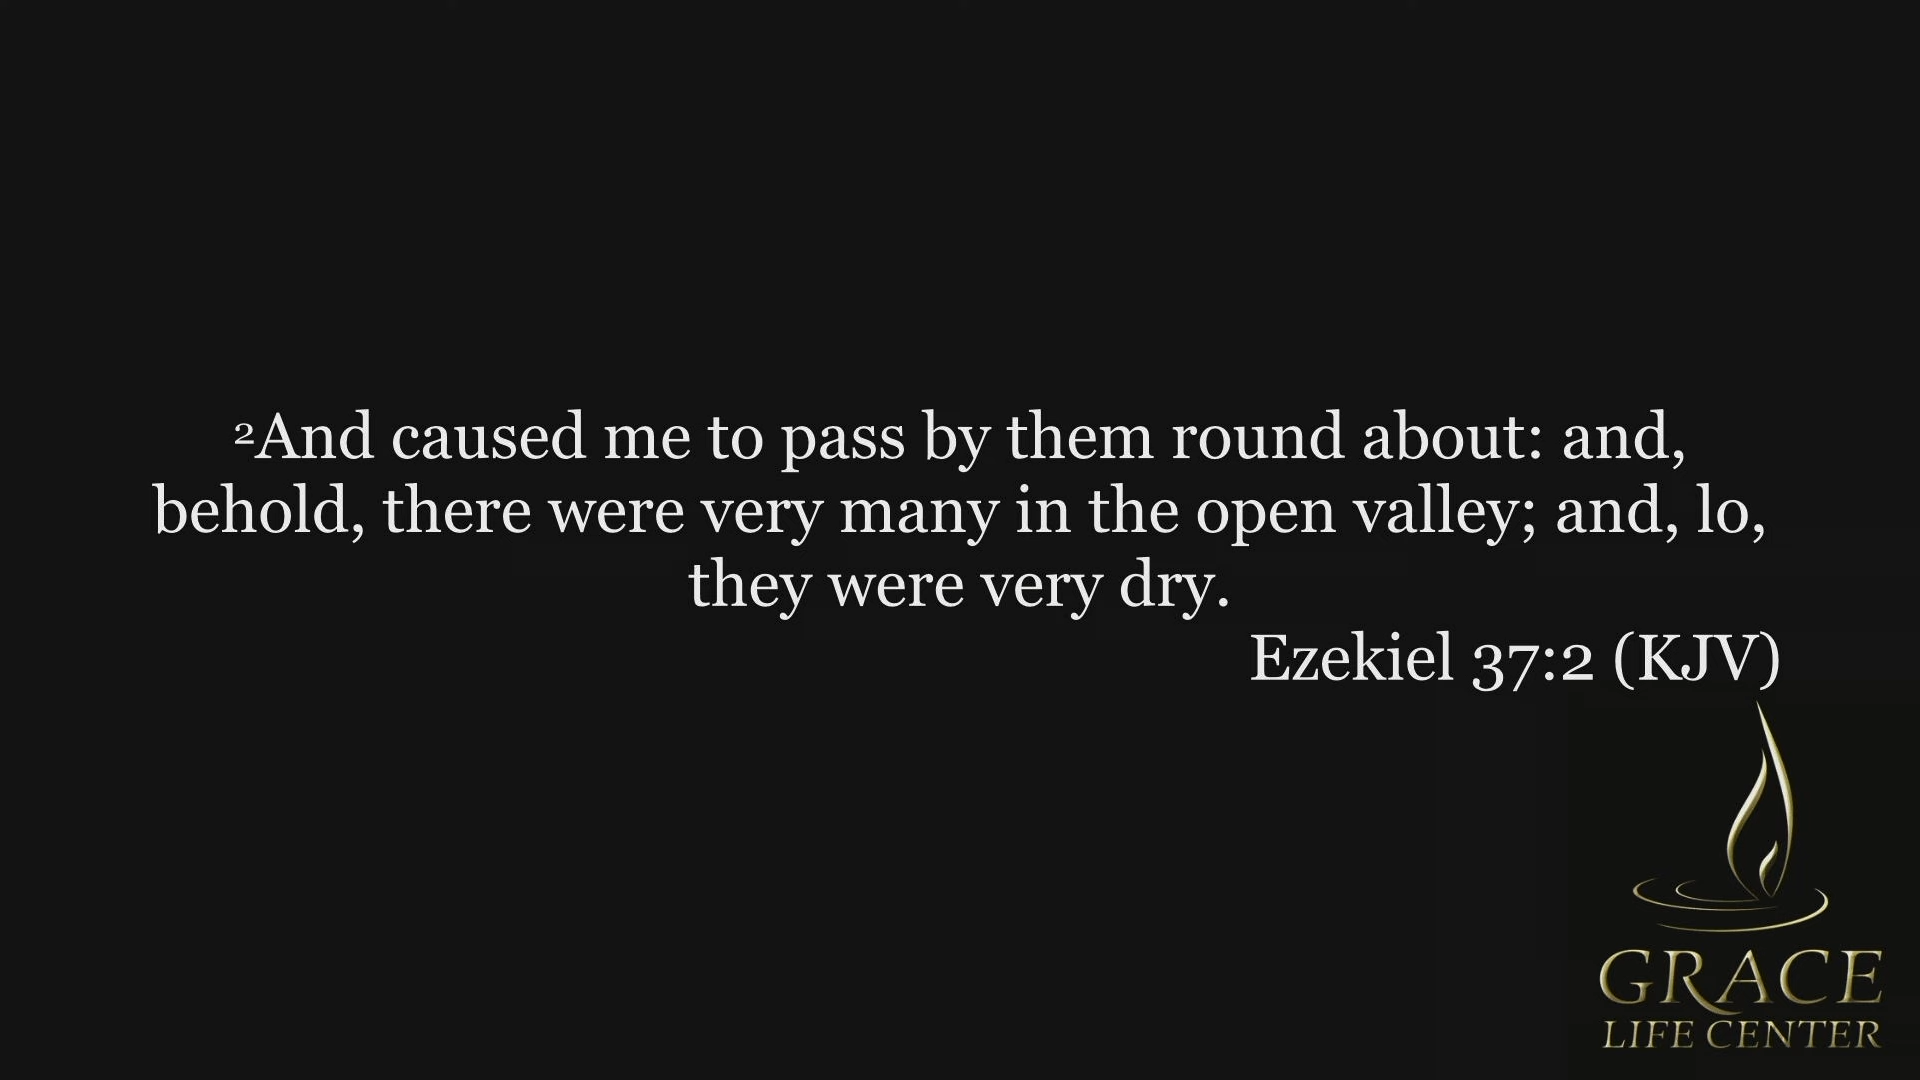 ²And caused me to pass by them round about: and,
behold, there were very many in the open valley; and, lo,
they were very dry.
Ezekiel 37:2 (KJV)
GRACE
LIFE CENTER